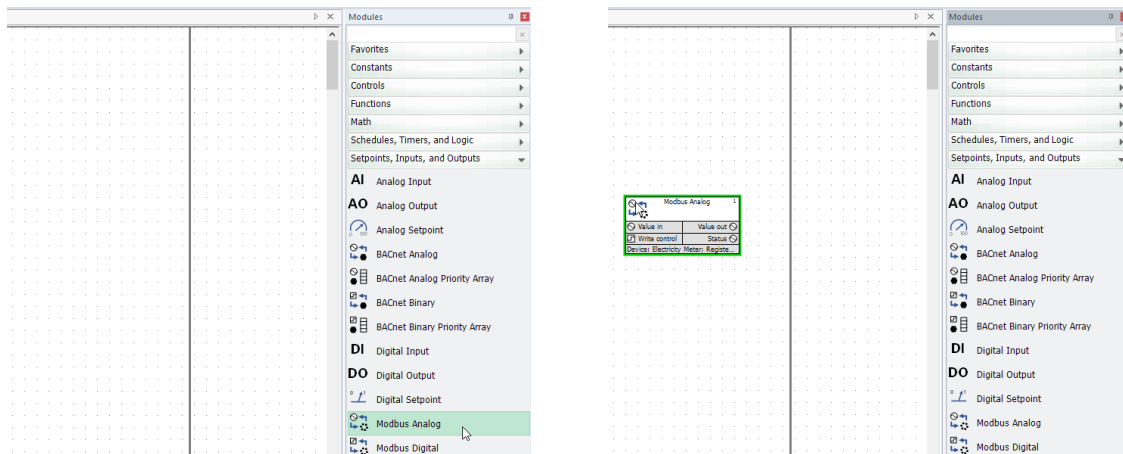 Modules
Favorites
Constants
Controls
Functions
Math
Schedules, Timers, and Logic
Setpoints, Inputs, and Outputs
AI Analog Input
AO Analog Output
Analog Setpoint
BACnet Analog
BACnet Analog Priority Array
BACnet Binary
BACnet Binary Priority Array
DI Digital Input
DO Digital Output
Digital Setpoint
Modbus Analog
Modbus Digital
Modbus Analog 1
Value in Value out
Write control Status
Device: Electricity Meter: Registe...
Modules
Favorites
Constants
Controls
Functions
Math
Schedules, Timers, and Logic
Setpoints, Inputs, and Outputs
AI Analog Input
AO Analog Output
Analog Setpoint
BACnet Analog
BACnet Analog Priority Array
BACnet Binary
BACnet Binary Priority Array
DI Digital Input
DO Digital Output
Digital Setpoint
Modbus Analog
Modbus Digital